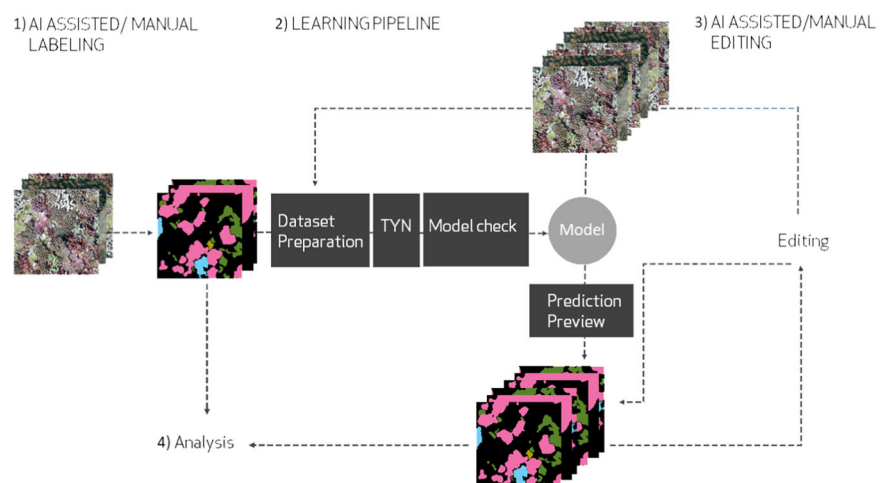 1) AI ASSISTED/ MANUAL
LABELING
2) LEARNING PIPELINE
3) AI ASSISTED/MANUAL
EDITING
Dataset
Preparation
TYN
Model check
Model
Editing
Prediction
Preview
4) Analysis